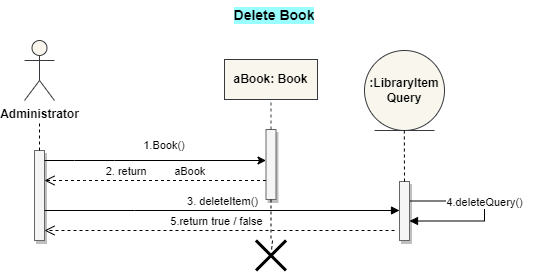 Delete Book
aBook: Book
:LibraryItem
Query
Administrator
1.Book()
2. return aBook
3. deleteItem()
4.deleteQuery()
5.return true / false